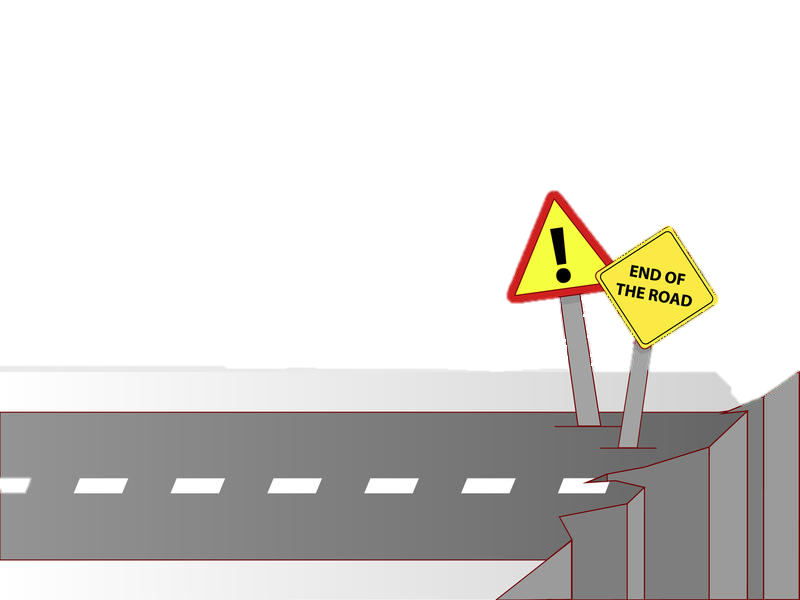 !
END OF
THE ROAD